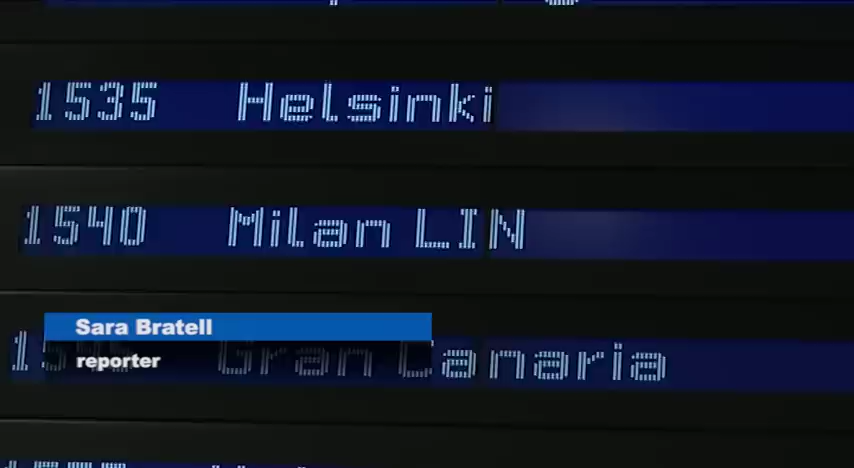 1535 Helsinki
1540 Milan LIN
Sara Bratell
Gran Canaria
reporter